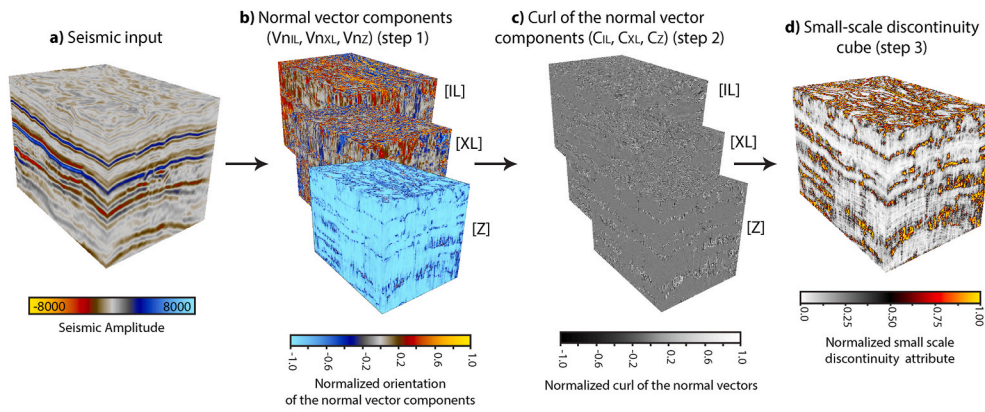 a) Seismic input
-8000 8000
Seismic Amplitude
b) Normal vector components
(VnIL, VnXL, VnZ) (step 1)
[IL]
[XL]
[Z]
-1.0 -0.6 -0.2 0.2 0.6 1.0
Normalized orientation
of the normal vector components
c) Curl of the normal vector
components (CIL, CXL, CZ) (step 2)
[IL]
[XL]
[Z]
-1.0 -0.6 -0.2 0.2 0.6 1.0
Normalized curl of the normal vectors
d) Small-scale discontinuity
cube (step 3)
0.0 0.25 0.50 0.75 1.00
Normalized small scale
discontinuity attribute